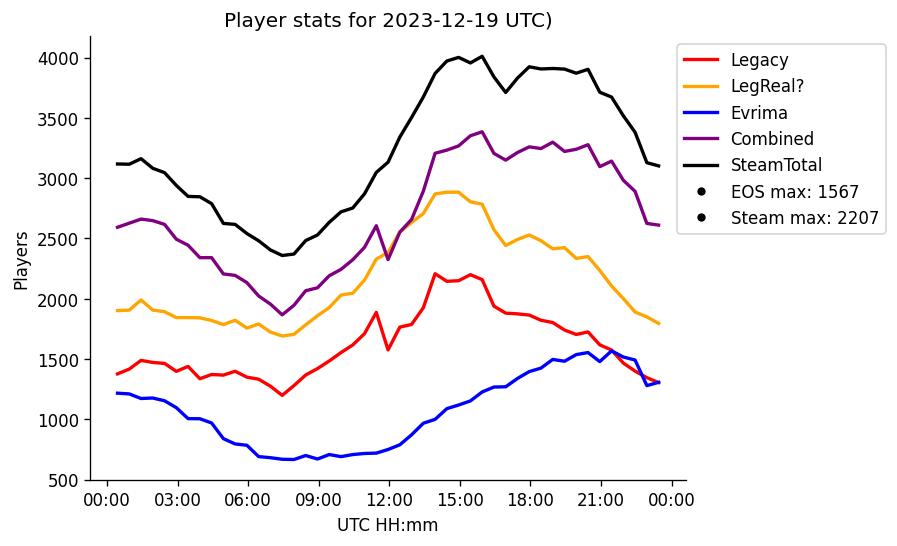 Player stats for 2023-12-19 UTC)
Players
4000
3500
3000
2500
2000
1500
1000
500
00:00 03:00 06:00 09:00 12:00 15:00 18:00 21:00 00:00
UTC HH:mm
Legacy
LegReal?
Evrima
Combined
SteamTotal
EOS max: 1567
Steam max: 2207